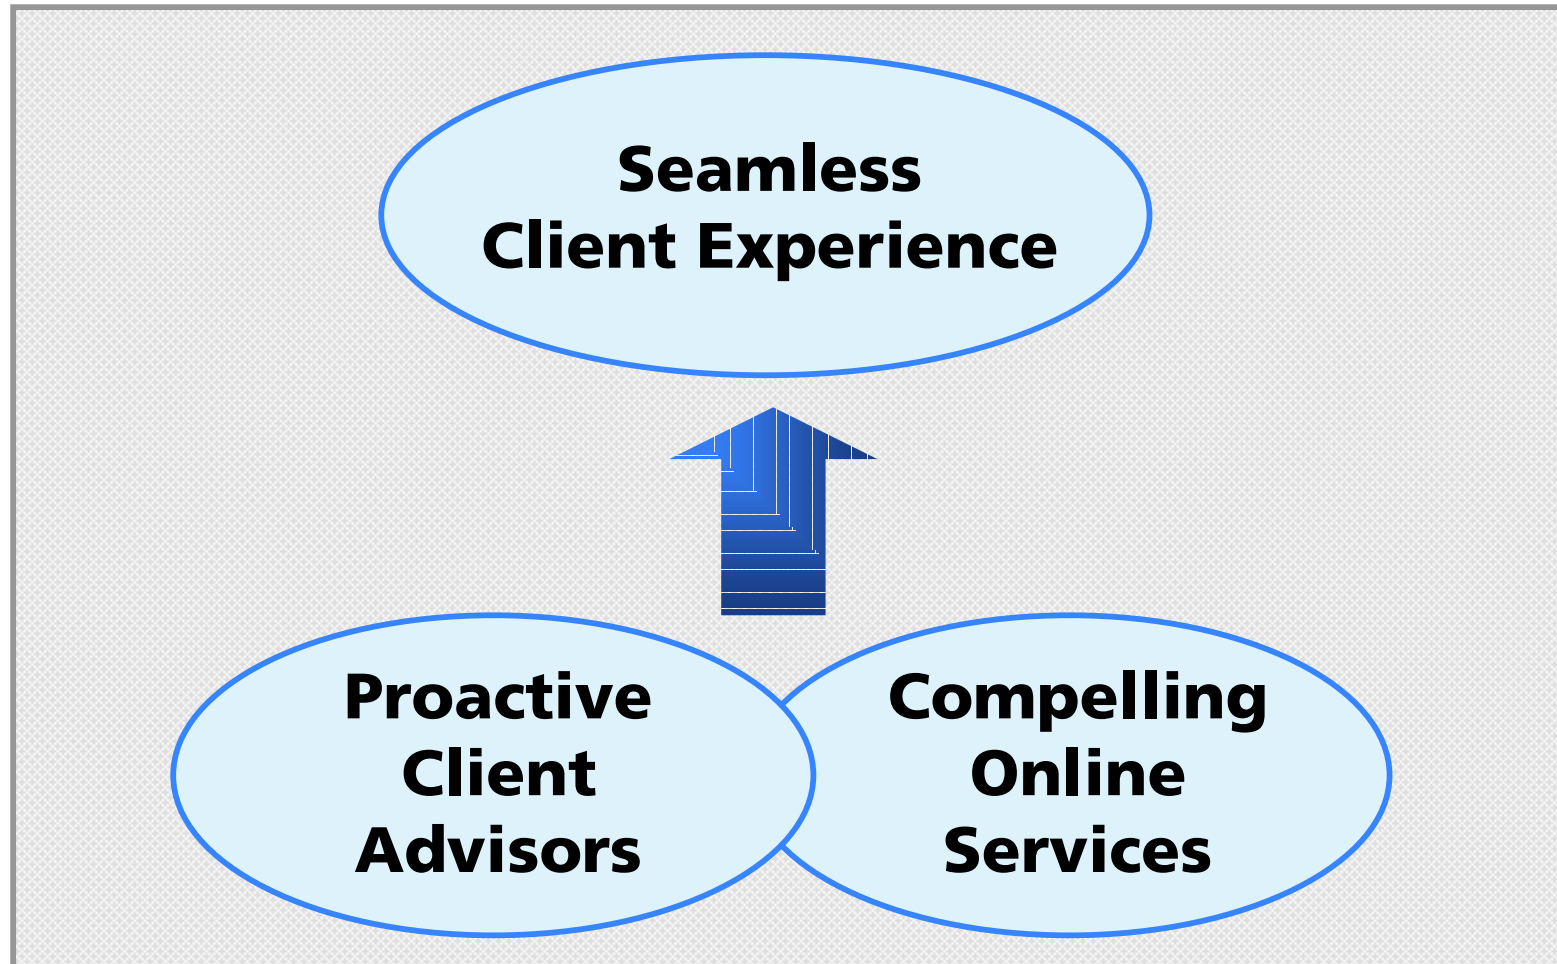 Seamless
Client Experience
Proactive
Client
Advisors
Compelling
Online
Services